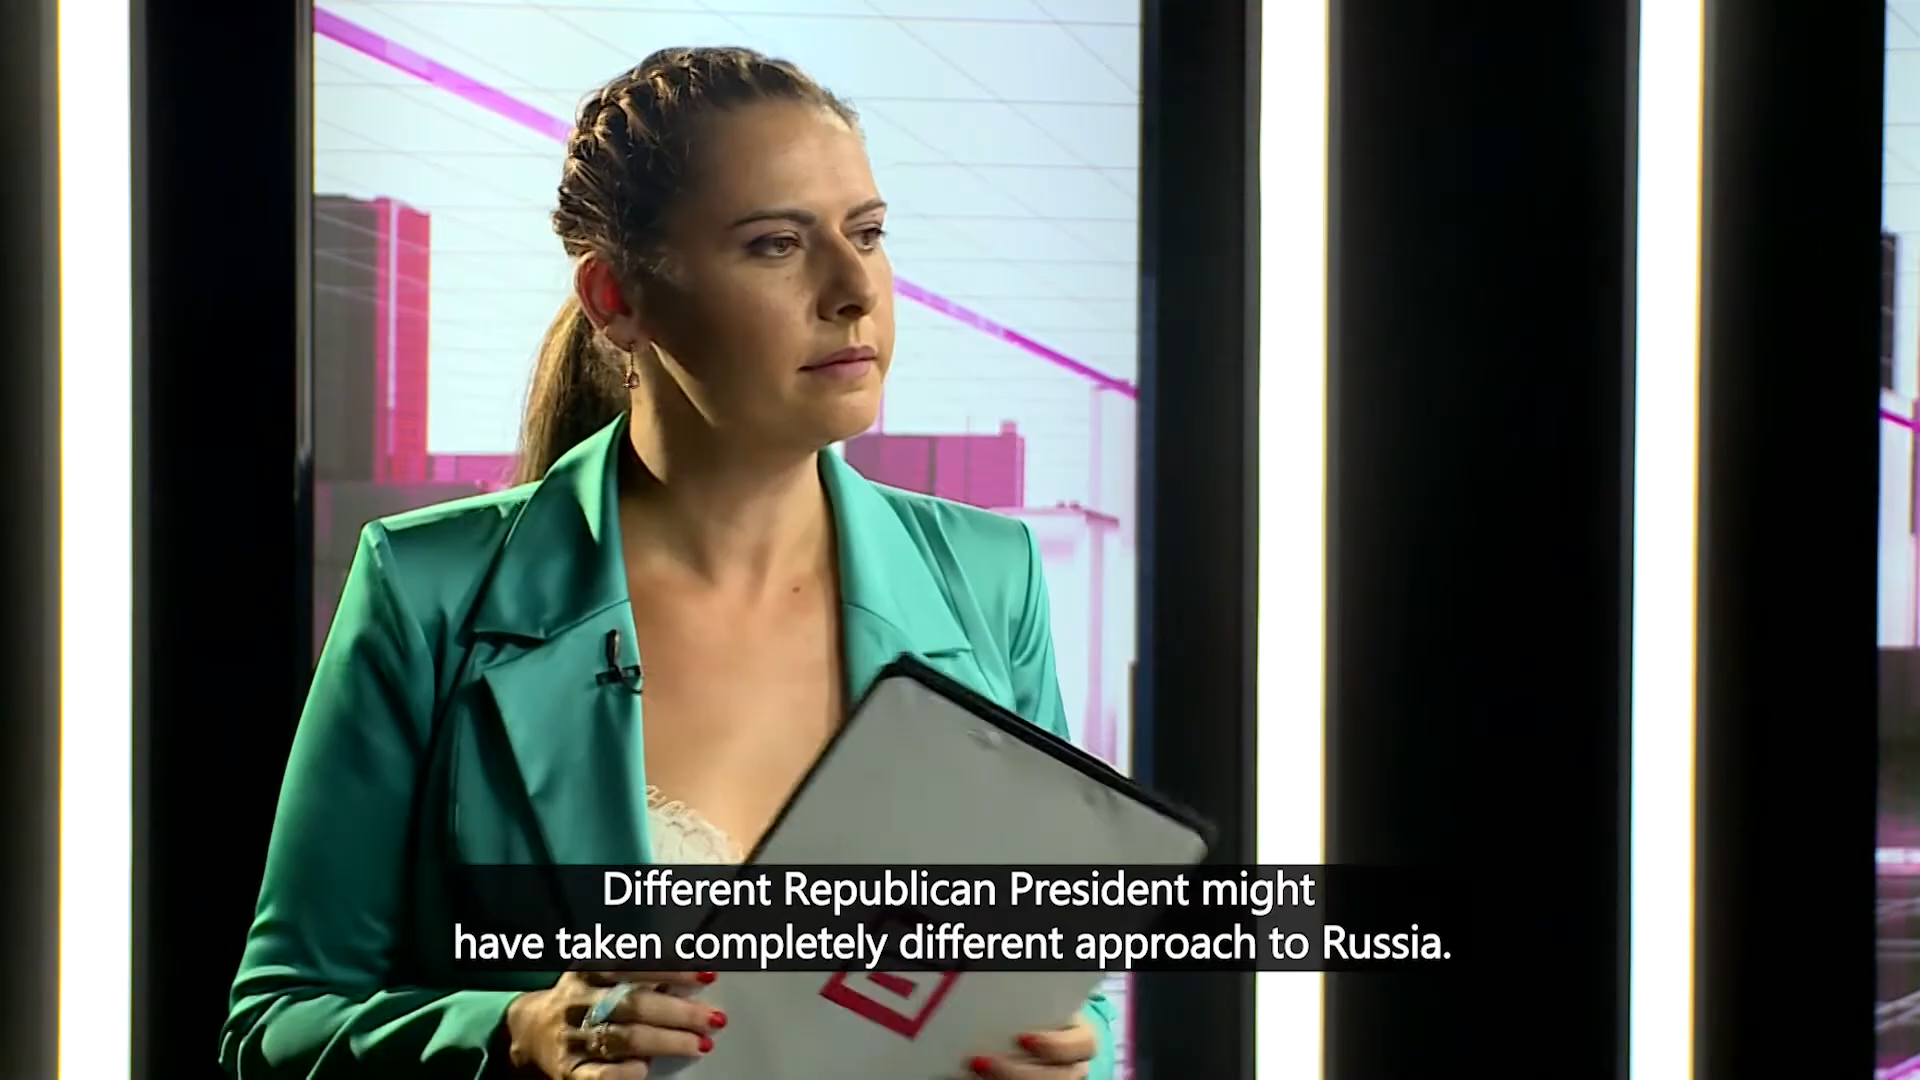 Different Republican President might
have taken completely different approach to Russia.